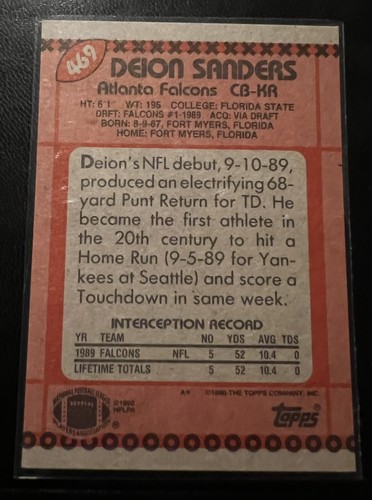 469
DEION SANDERS
Atlanta Falcons CB-KR
HT: 6'1 WT: 195 COLLEGE: FLORIDA STATE
DRFT: FALCONS #1-1989 ACQ: VIA DRAFT
BORN: 8-9-67, FORT MYERS, FLORIDA
HOME: FORT MYERS, FLORIDA
Deion's NFL debut, 9-10-89,
produced an electrifying 68-
yard Punt Return for TD. He
became the first athlete in
the 20th century to hit a
Home Run (9-5-89 for Yan-
kees at Seattle) and score a
Touchdown in same week.
INTERCEPTION RECORD
YR TEAM NO YDS AVG TDS
1989 FALCONS NFL 5 52 10.4 0
LIFETIME TOTALS 5 52 10.4 0
A* ©1990 THE TOPPS COMPANY, INC.
©1990
NFLPA
topps®